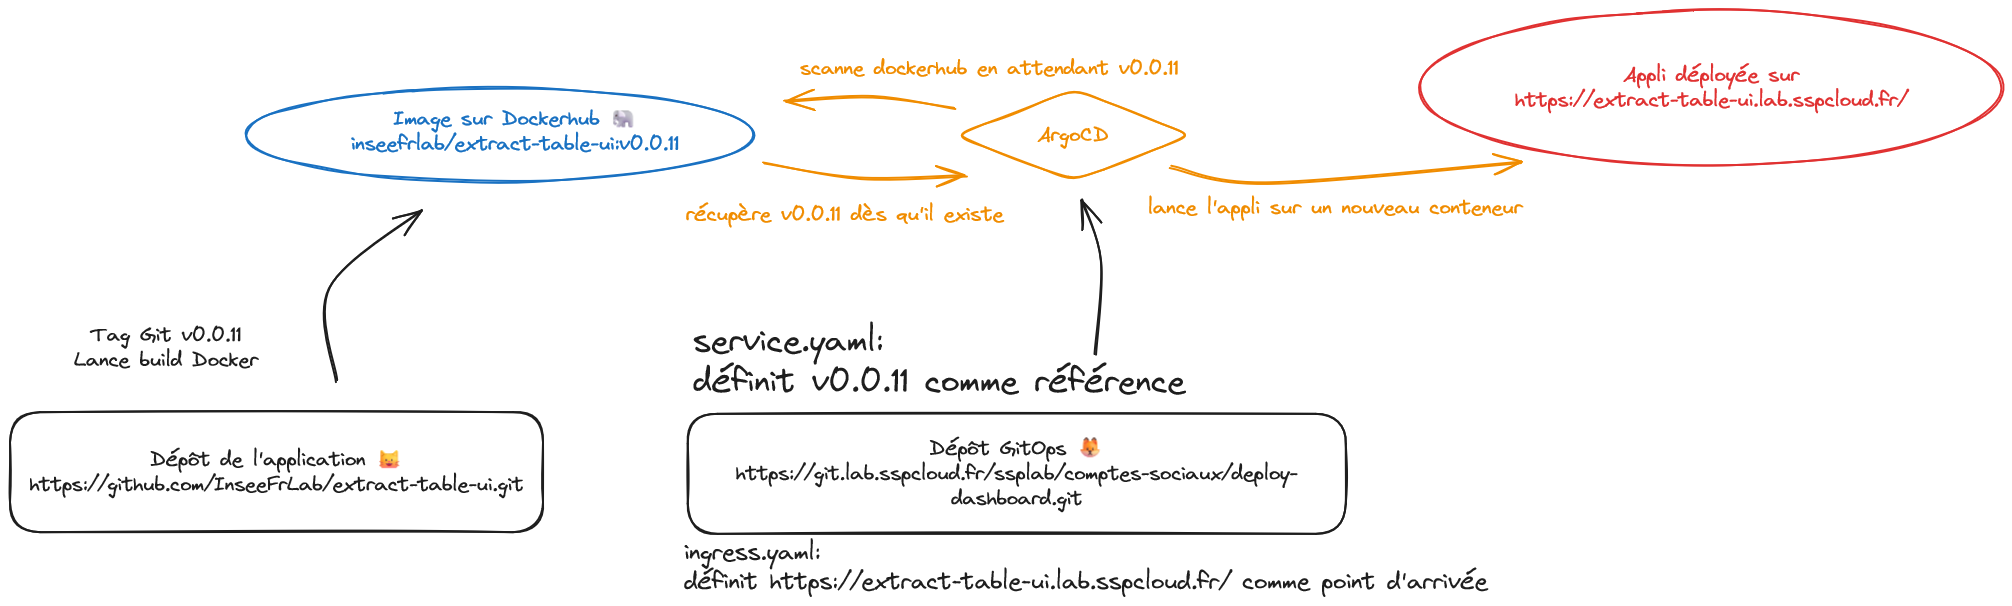 scanne dockerhub en attendant v0.0.11
Appli déployée sur
https://extract-table-ui.lab.sspcloud.fr/
Image sur Dockerhub 🐘
inseefrlab/extract-table-ui:v0.0.11
ArgoCD
récupère v0.0.11 dès qu'il existe
lance l'appli sur un nouveau conteneur
Tag Git v0.0.11
Lance build Docker
service.yaml:
définit v0.0.11 comme référence
Dépôt de l'application 😺
https://github.com/InseeFrLab/extract-table-ui.git
Dépôt GitOps 🦊
https://git.lab.sspcloud.fr/ssplab/comptes-sociaux/deploy-
dashboard.git
ingress.yaml:
définit https://extract-table-ui.lab.sspcloud.fr/ comme point d'arrivée